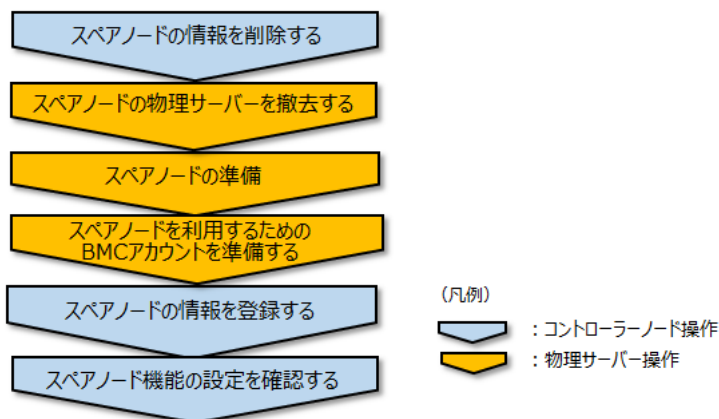 スペアノードの情報を削除する
スペアノードの物理サーバーを撤去する
スペアノードの準備
スペアノードを利用するための
BMCアカウントを準備する
スペアノードの情報を登録する
スペアノード機能の設定を確認する
（凡例）
：コントローラーノード操作
：物理サーバー操作